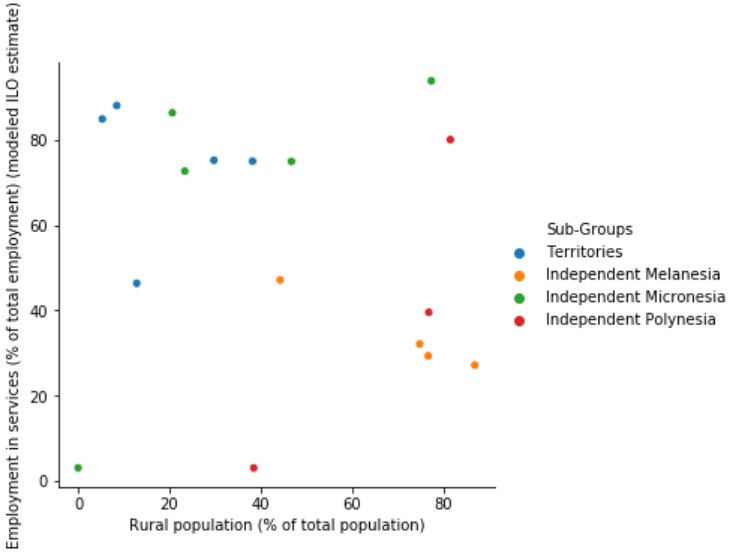 Employment in services (% of total employment) (modeled ILO estimate)
80
60
40
20
0
0 20 40 60 80
Rural population (% of total population)
Sub-Groups
Territories
Independent Melanesia
Independent Micronesia
Independent Polynesia